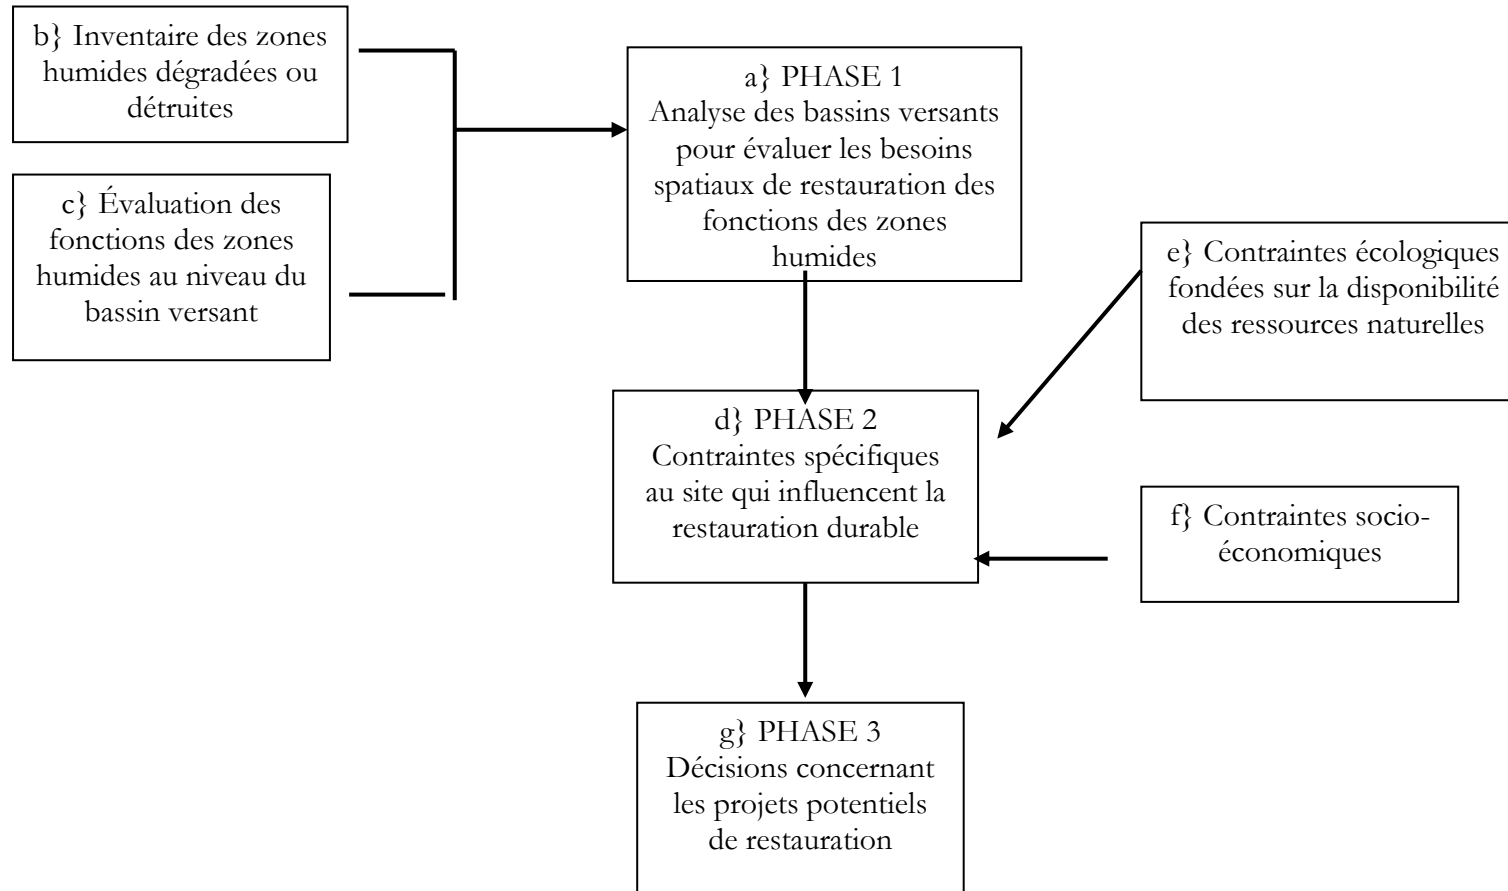 b} Inventaire des zones
humides dégradées ou
détruites
a} PHASE 1
Analyse des bassins versants
pour évaluer les besoins
spatiaux de restauration des
fonctions des zones
humides
c} Évaluation des
fonctions des zones
humides au niveau du
bassin versant
e} Contraintes écologiques
fondées sur la disponibilité
des ressources naturelles
d} PHASE 2
Contraintes spécifiques
au site qui influencent la
restauration durable
f} Contraintes socio-
économiques
g} PHASE 3
Décisions concernant
les projets potentiels
de restauration